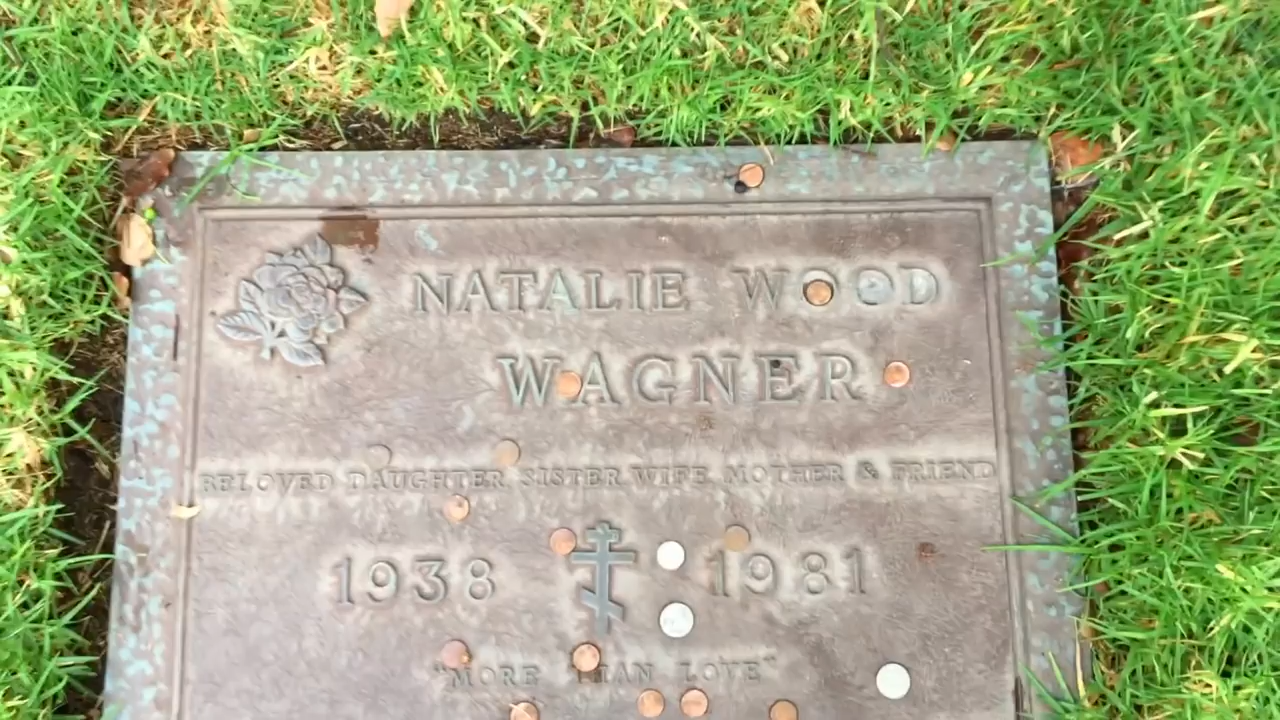 NATALIE WOOD
WAGNER
BELOVED DAUGHTER SISTER WIFE MOTHER & FRIEND
1938 1981
"MORE THAN LOVE"